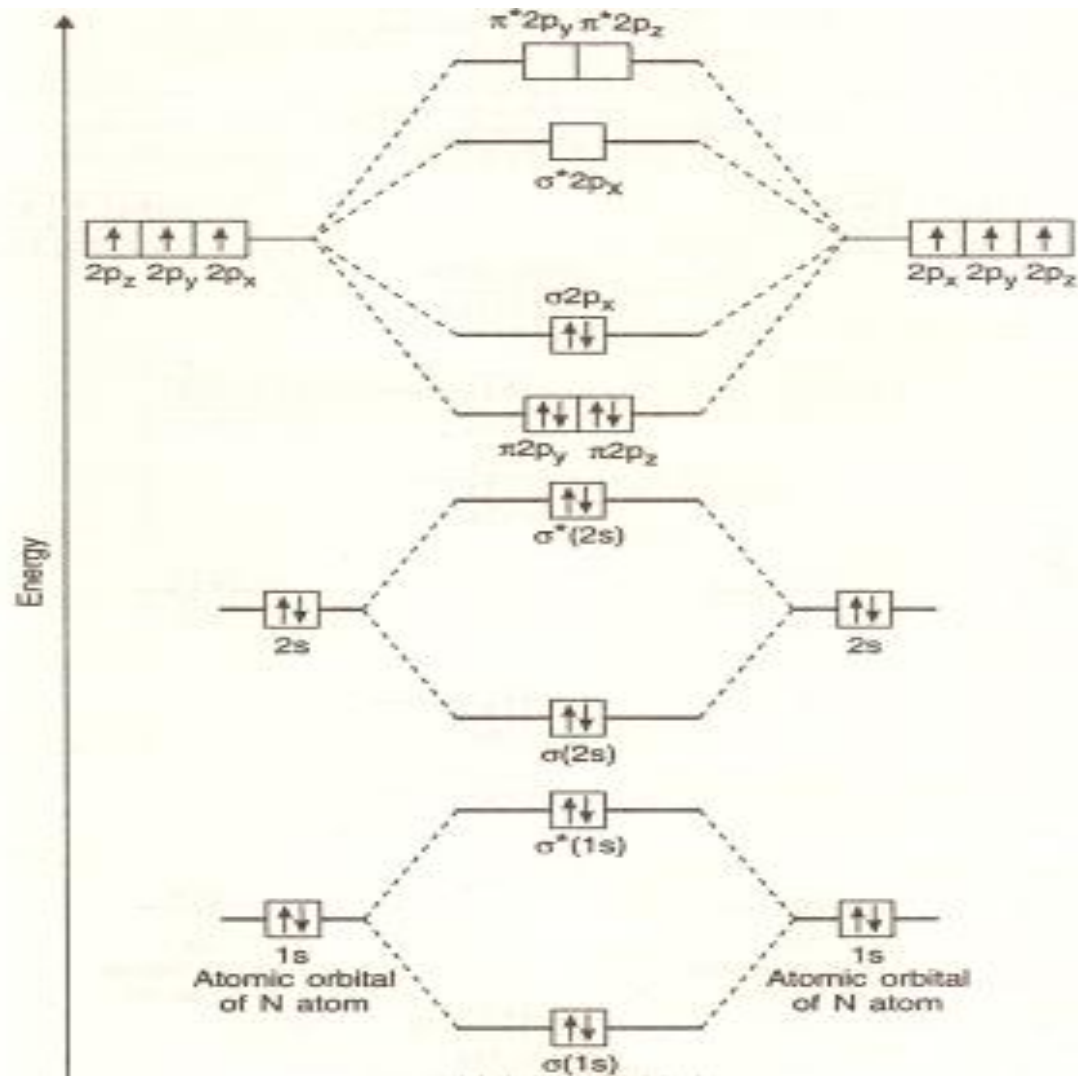 π*2py π*2pz
σ*2px
2pz 2py 2px
2px 2py 2pz
σ2px
π2py π2pz
σ*(2s)
Energy
2s
2s
σ(2s)
σ*(1s)
1s
Atomic orbital
of N atom
1s
Atomic orbital
of N atom
σ(1s)